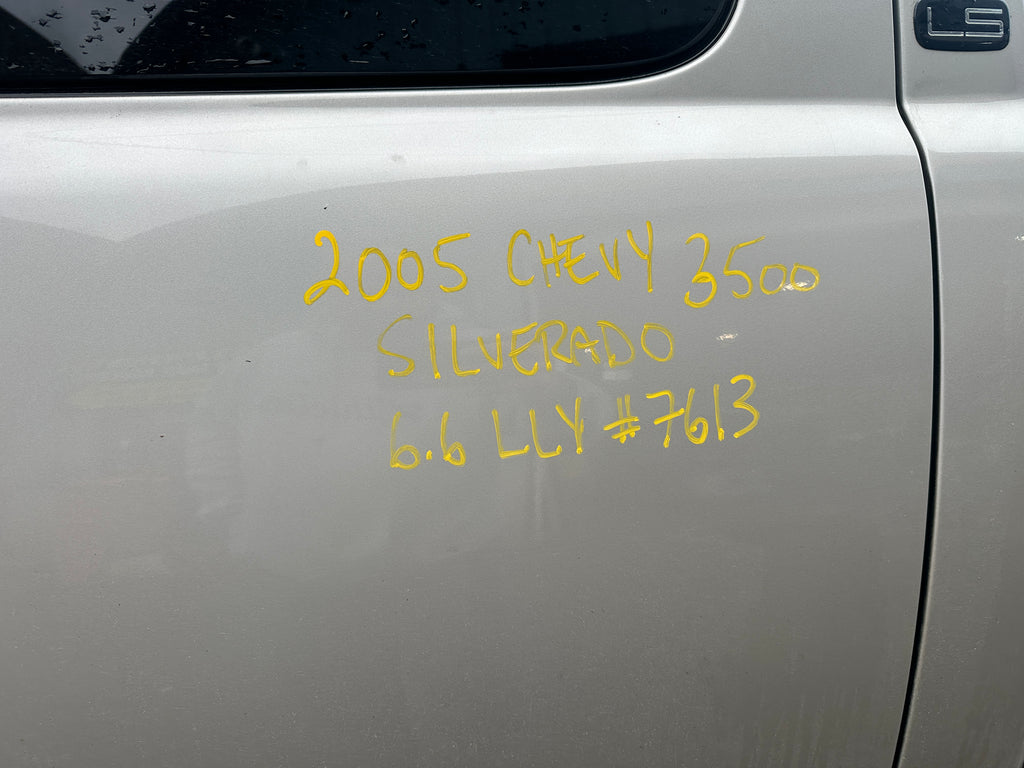 LS
2005 CHEVY 3500
SILVERADO
6.6 LLY #7613